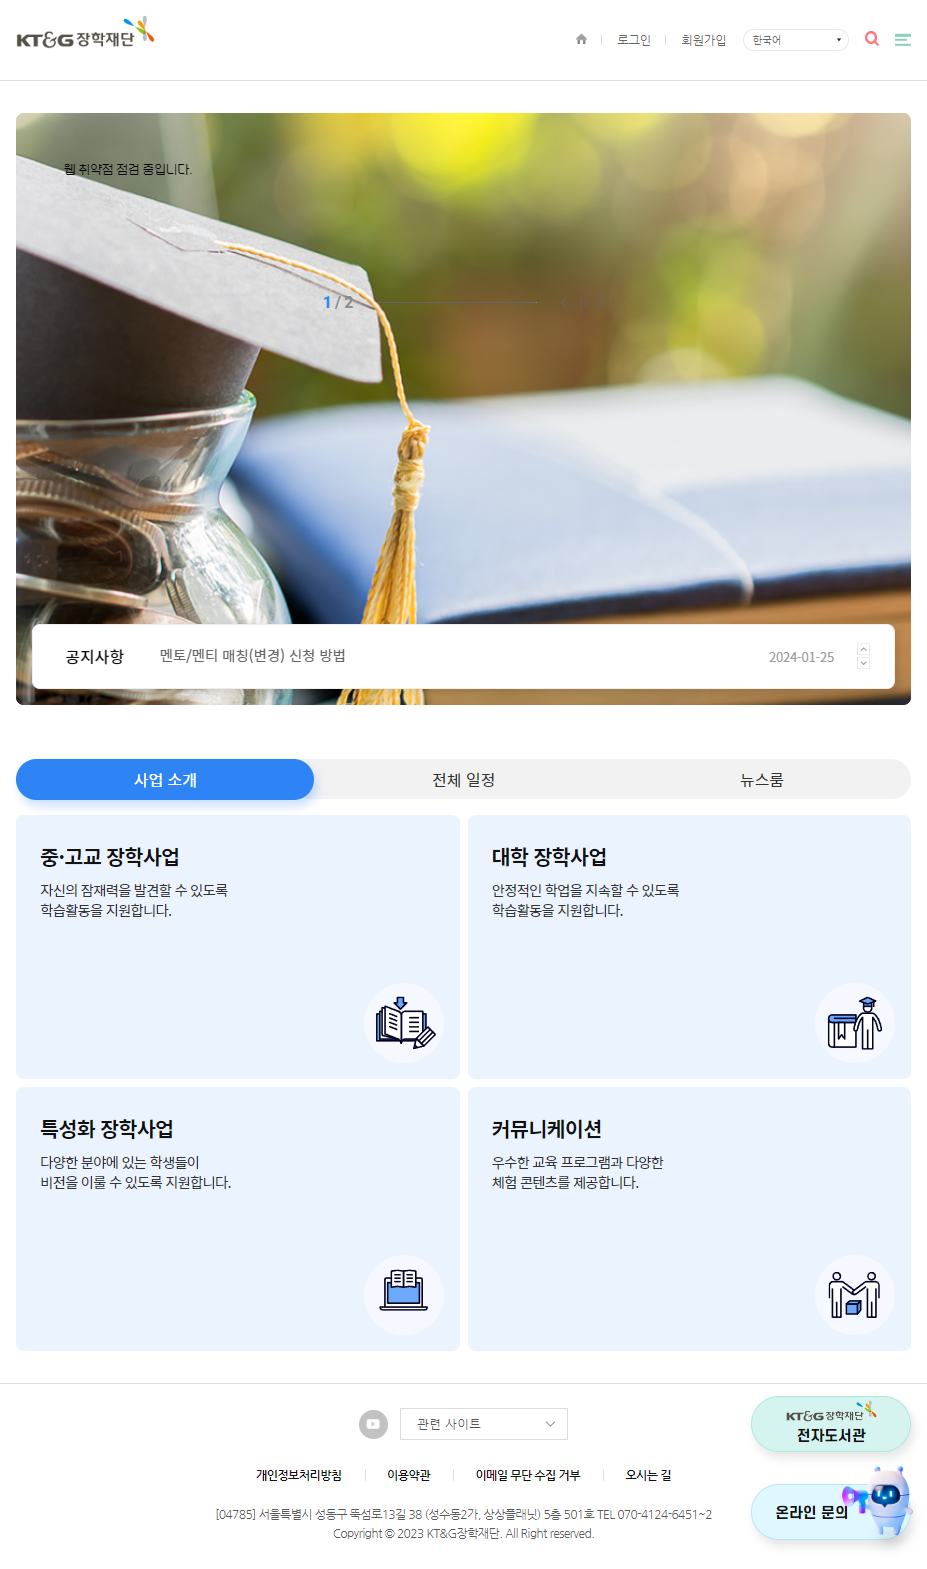 KT&G 장학재단
로그인
회원가입
한국어
웹 취약점 점검 중입니다.
1 / 2
공지사항
멘토/멘티 매칭(변경) 신청 방법
2024-01-25
사업 소개
전체 일정
뉴스룸
중·고교 장학사업
자신의 잠재력을 발견할 수 있도록
학습활동을 지원합니다.
대학 장학사업
안정적인 학업을 지속할 수 있도록
학습활동을 지원합니다.
특성화 장학사업
다양한 분야에 있는 학생들이
비전을 이룰 수 있도록 지원합니다.
커뮤니케이션
우수한 교육 프로그램과 다양한
체험 콘텐츠를 제공합니다.
관련 사이트
개인정보처리방침
이용약관
이메일 무단 수집 거부
오시는 길
[04785] 서울특별시 성동구 뚝섬로13길 38 (성수동2가, 상상플래닛) 5층 501호 TEL 070-4124-6451~2
Copyright © 2023 KT&G장학재단. All Right reserved.
KT&G 장학재단
전자도서관
온라인 문의